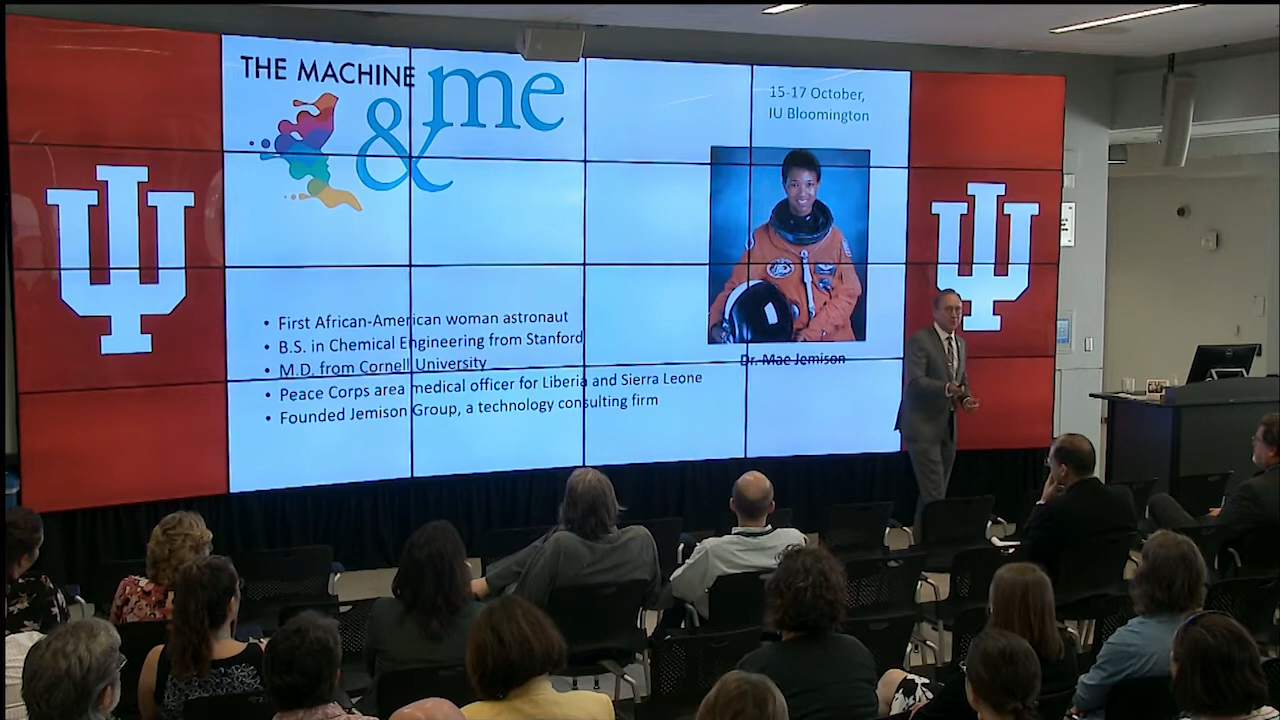 THE MACHINE
& me
15-17 October,
IU Bloomington
IU
IU
• First African-American woman astronaut
• B.S. in Chemical Engineering from Stanford
• M.D. from Cornell University
• Peace Corps area medical officer for Liberia and Sierra Leone
• Founded Jemison Group, a technology consulting firm
Dr. Mae Jemison